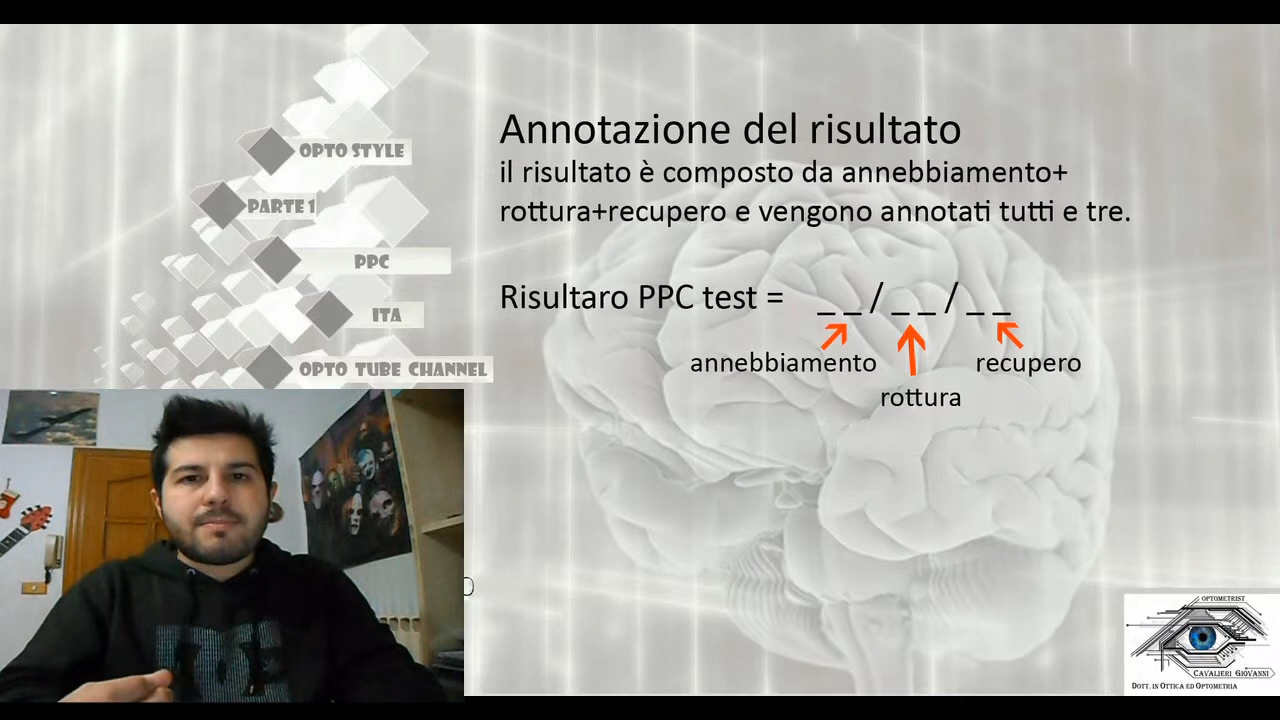 Annotazione del risultato
il risultato è composto da annebbiamento+
rottura+recupero e vengono annotati tutti e tre.
Risultaro PPC test = _ _ / _ _ / _ _
annebbiamento
recupero
rottura
OPTO STYLE
PARTE 1
PPC
ITA
OPTO TUBE CHANNEL
OPTOMETRIST
CAVALIERI GIOVANNI
DOTT. IN OTTICA ED OPTOMETRIA